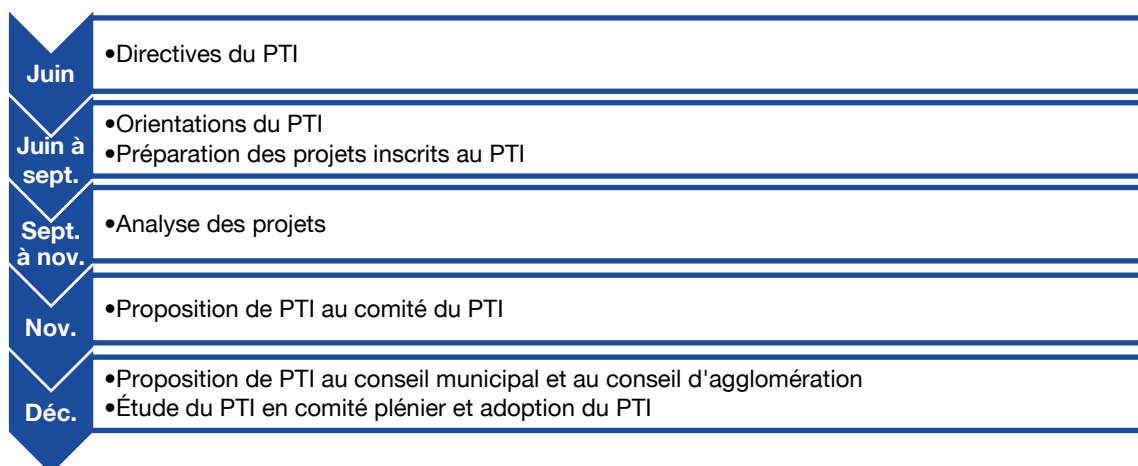 Juin
•Directives du PTI
Juin à
sept.
•Orientations du PTI
•Préparation des projets inscrits au PTI
Sept.
à nov.
•Analyse des projets
Nov.
•Proposition de PTI au comité du PTI
Déc.
•Proposition de PTI au conseil municipal et au conseil d'agglomération
•Étude du PTI en comité plénier et adoption du PTI